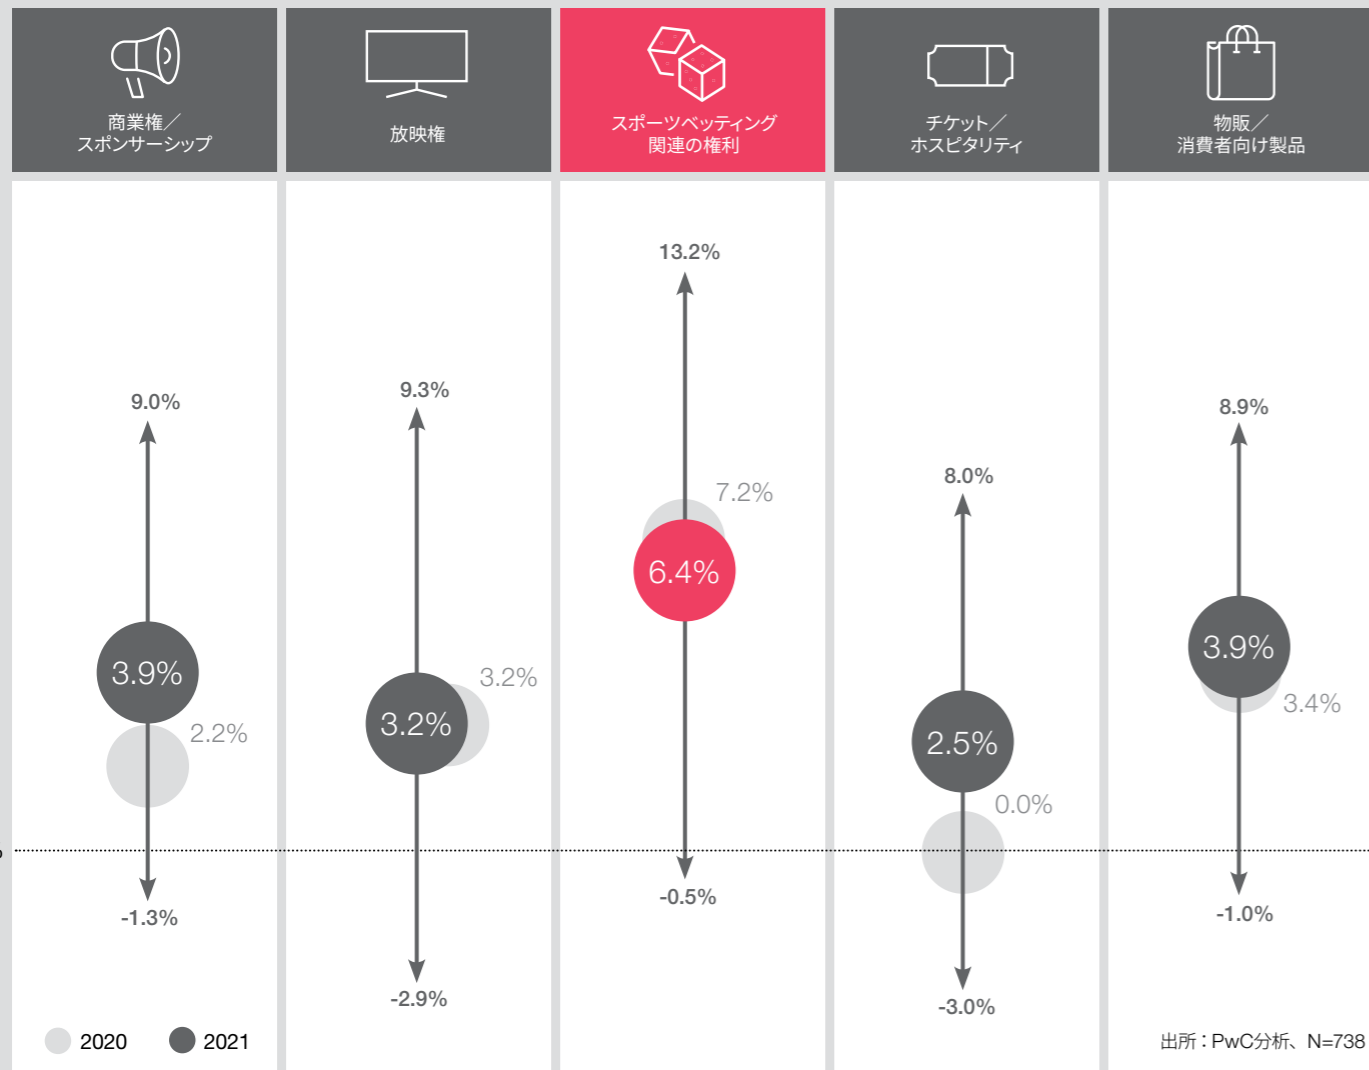 商業権／
スポンサーシップ
放映権
スポーツベッティング
関連の権利
チケット／
ホスピタリティ
物販／
消費者向け製品
9.0%
3.9%
2.2%
-1.3%
9.3%
3.2%
3.2%
-2.9%
13.2%
7.2%
6.4%
-0.5%
8.0%
2.5%
0.0%
-3.0%
8.9%
3.9%
3.4%
-1.0%
2020
2021
出所：PwC分析、N=738